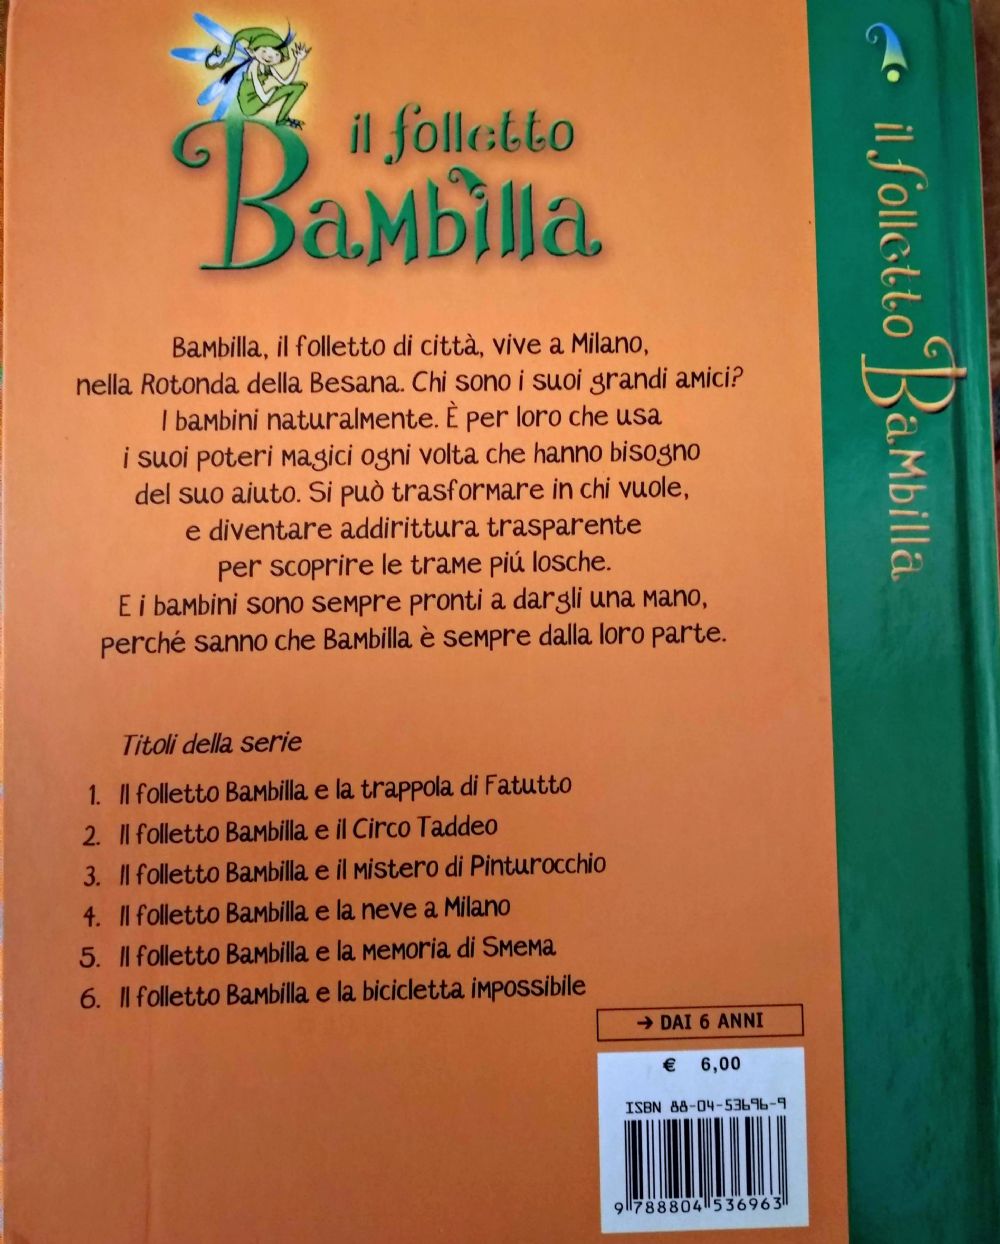 il folletto
Bambilla
Bambilla, il folletto di città, vive a Milano,
nella Rotonda della Besana. Chi sono i suoi grandi amici?
I bambini naturalmente. È per loro che usa
i suoi poteri magici ogni volta che hanno bisogno
del suo aiuto. Si può trasformare in chi vuole,
e diventare addirittura trasparente
per scoprire le trame piú losche.
E i bambini sono sempre pronti a dargli una mano,
perché sanno che Bambilla è sempre dalla loro parte.
Titoli della serie
1. Il folletto Bambilla e la trappola di Fatutto
2. Il folletto Bambilla e il Circo Taddeo
3. Il folletto Bambilla e il mistero di Pinturocchio
4. Il folletto Bambilla e la neve a Milano
5. Il folletto Bambilla e la memoria di Smema
6. Il folletto Bambilla e la bicicletta impossibile
→ DAI 6 ANNI
€ 6,00
ISBN 88-04-53696-9
9 788804 536963
il folletto Bambilla